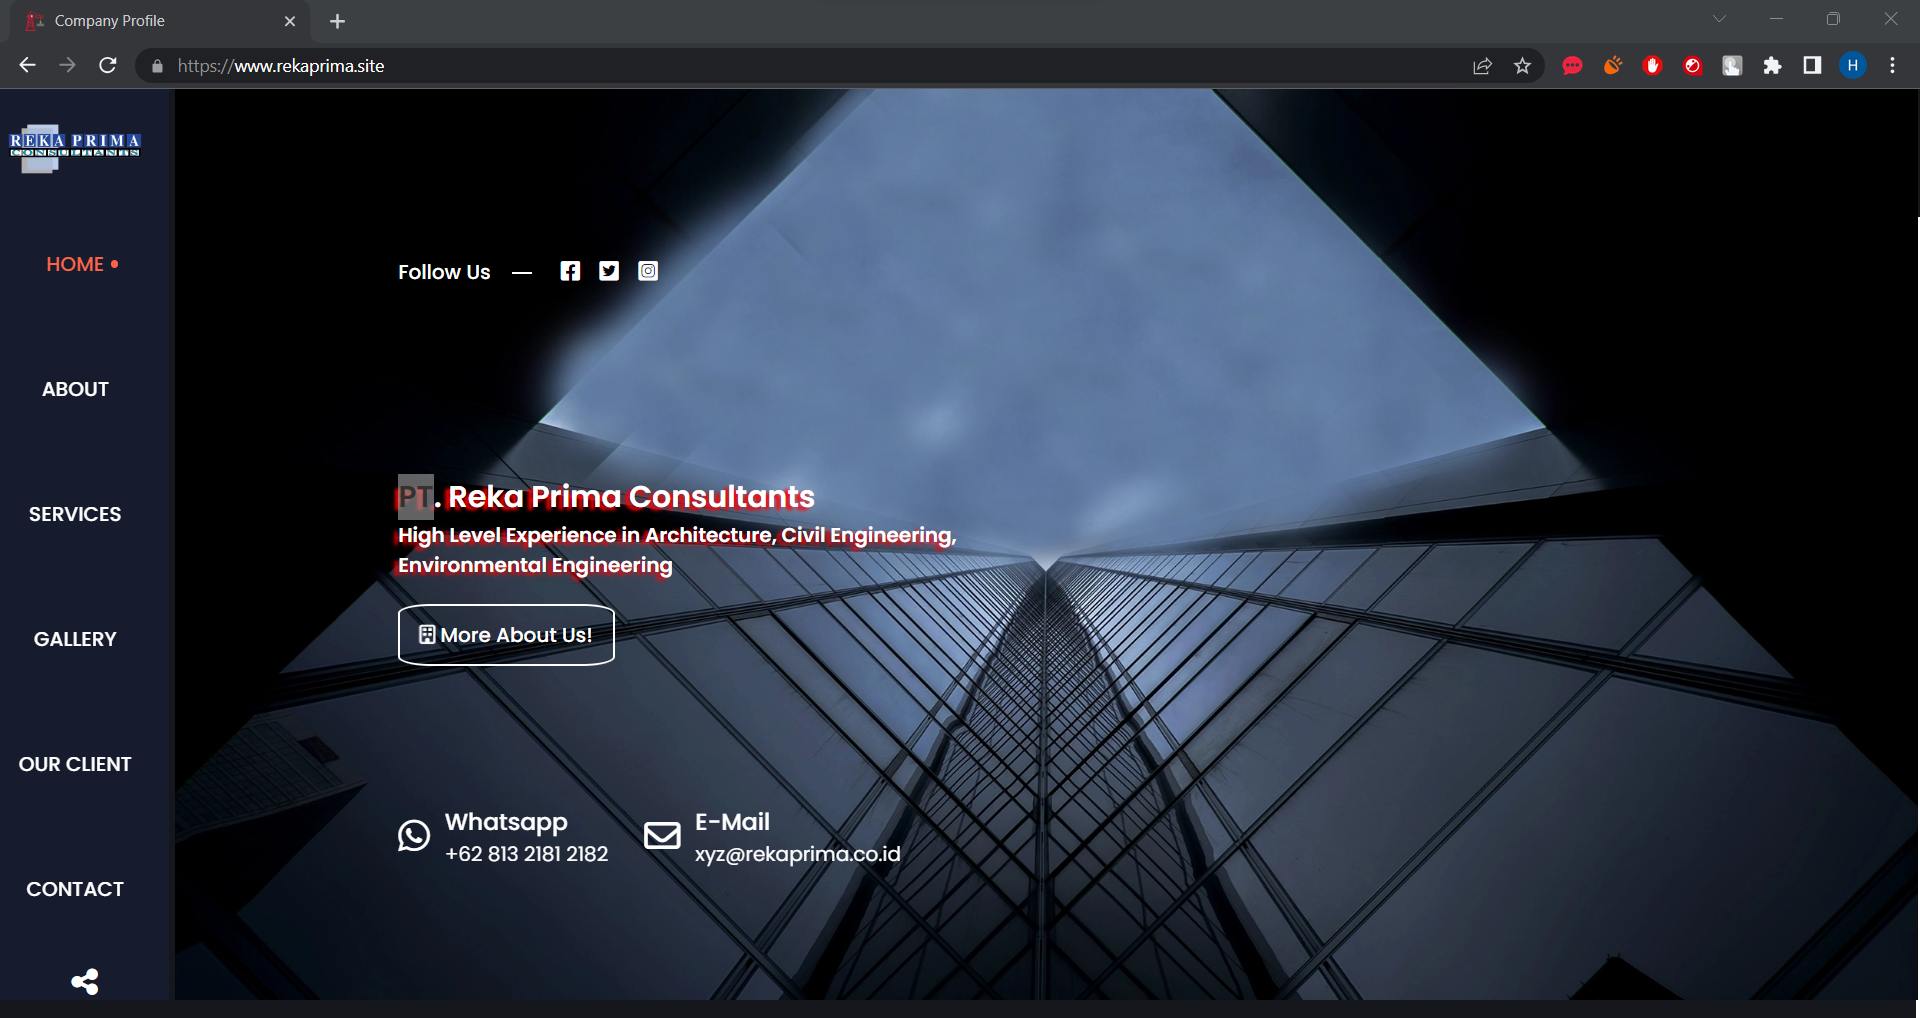 Company Profile
https://www.rekaprima.site
H
REKA PRIMA
CONSULTANTS
HOME
ABOUT
SERVICES
GALLERY
OUR CLIENT
CONTACT
Follow Us
PT. Reka Prima Consultants
High Level Experience in Architecture, Civil Engineering,
Environmental Engineering
More About Us!
Whatsapp
+62 813 2181 2182
E-Mail
xyz@rekaprima.co.id